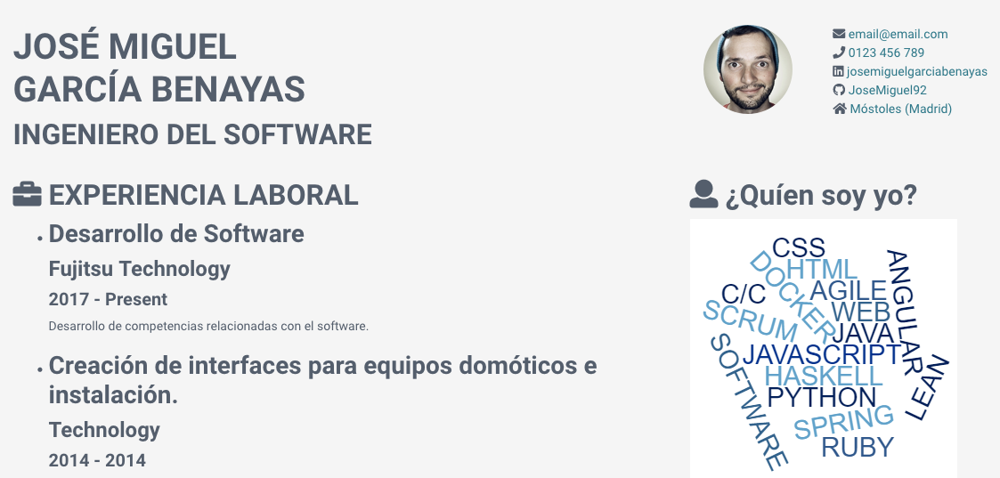 JOSÉ MIGUEL
GARCÍA BENAYAS
INGENIERO DEL SOFTWARE
email@email.com
0123 456 789
josemiguelgarciabenayas
JoseMiguel92
Móstoles (Madrid)
EXPERIENCIA LABORAL
Desarrollo de Software
Fujitsu Technology
2017 - Present
Desarrollo de competencias relacionadas con el software.
Creación de interfaces para equipos domóticos e
instalación.
Technology
2014 - 2014
¿Quíen soy yo?
CSS
HTML
DOCKER
ANGULAR
C/C
AGILE
SCRUM
WEB
JAVA
JAVASCRIPT
SOFTWARE
HASKELL
LEAN
PYTHON
SPRING
RUBY